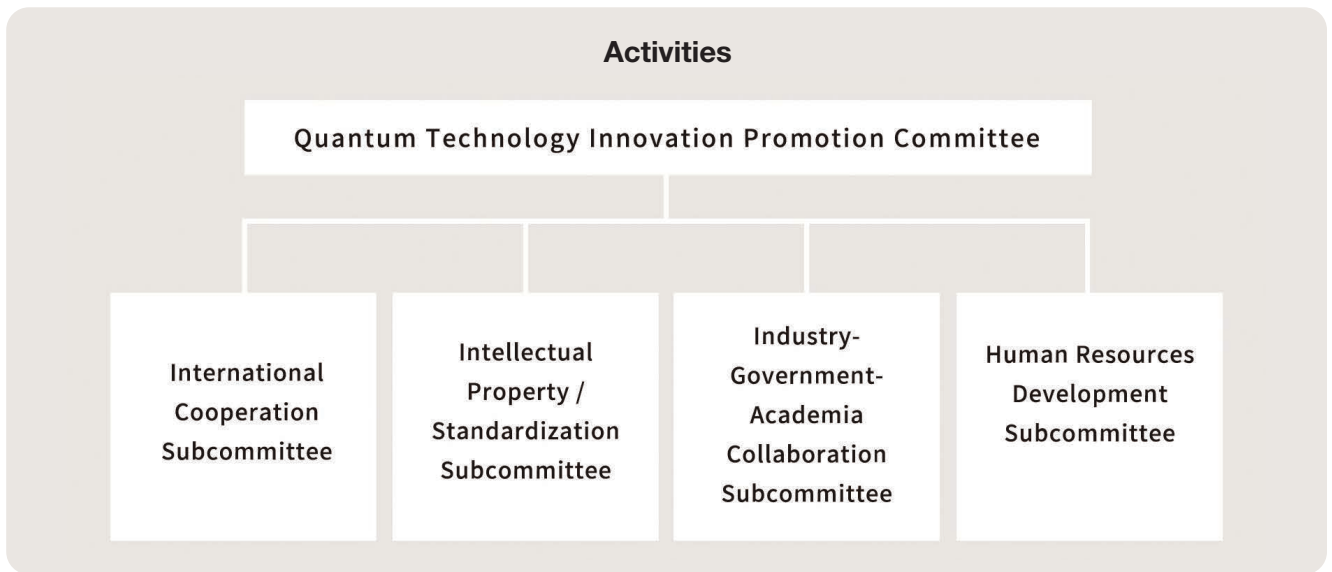 Activities
Quantum Technology Innovation Promotion Committee
International
Cooperation
Subcommittee
Intellectual
Property /
Standardization
Subcommittee
Industry-
Government-
Academia
Collaboration
Subcommittee
Human Resources
Development
Subcommittee